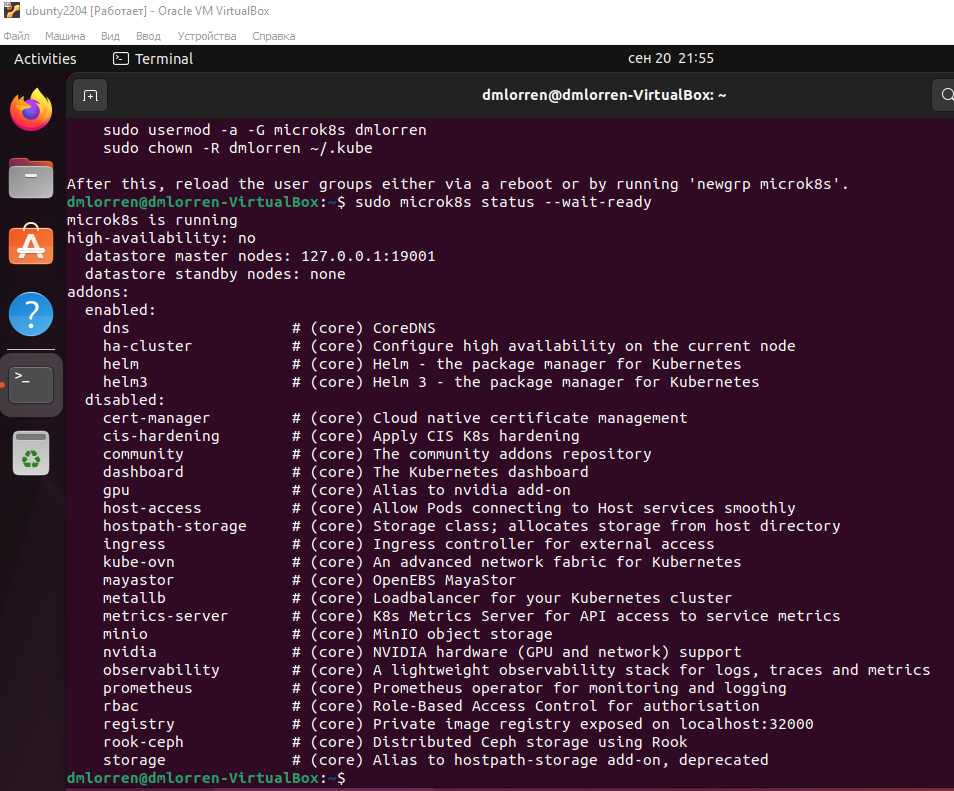 ubunty2204 [Работает] - Oracle VM VirtualBox
Файл Машина Вид Ввод Устройства Справка
Activities Terminal сен 20 21:55
dmlorren@dmlorren-VirtualBox: ~
sudo usermod -a -G microk8s dmlorren
sudo chown -R dmlorren ~/.kube
After this, reload the user groups either via a reboot or by running 'newgrp microk8s'.
dmlorren@dmlorren-VirtualBox:~$ sudo microk8s status --wait-ready
microk8s is running
high-availability: no
datastore master nodes: 127.0.0.1:19001
datastore standby nodes: none
addons:
enabled:
dns # (core) CoreDNS
ha-cluster # (core) Configure high availability on the current node
helm # (core) Helm - the package manager for Kubernetes
helm3 # (core) Helm 3 - the package manager for Kubernetes
disabled:
cert-manager # (core) Cloud native certificate management
cis-hardening # (core) Apply CIS K8s hardening
community # (core) The community addons repository
dashboard # (core) The Kubernetes dashboard
gpu # (core) Alias to nvidia add-on
host-access # (core) Allow Pods connecting to Host services smoothly
hostpath-storage # (core) Storage class; allocates storage from host directory
ingress # (core) Ingress controller for external access
kube-ovn # (core) An advanced network fabric for Kubernetes
mayastor # (core) OpenEBS MayaStor
metallb # (core) Loadbalancer for your Kubernetes cluster
metrics-server # (core) K8s Metrics Server for API access to service metrics
minio # (core) MinIO object storage
nvidia # (core) NVIDIA hardware (GPU and network) support
observability # (core) A lightweight observability stack for logs, traces and metrics
prometheus # (core) Prometheus operator for monitoring and logging
rbac # (core) Role-Based Access Control for authorisation
registry # (core) Private image registry exposed on localhost:32000
rook-ceph # (core) Distributed Ceph storage using Rook
storage # (core) Alias to hostpath-storage add-on, deprecated
dmlorren@dmlorren-VirtualBox:~$